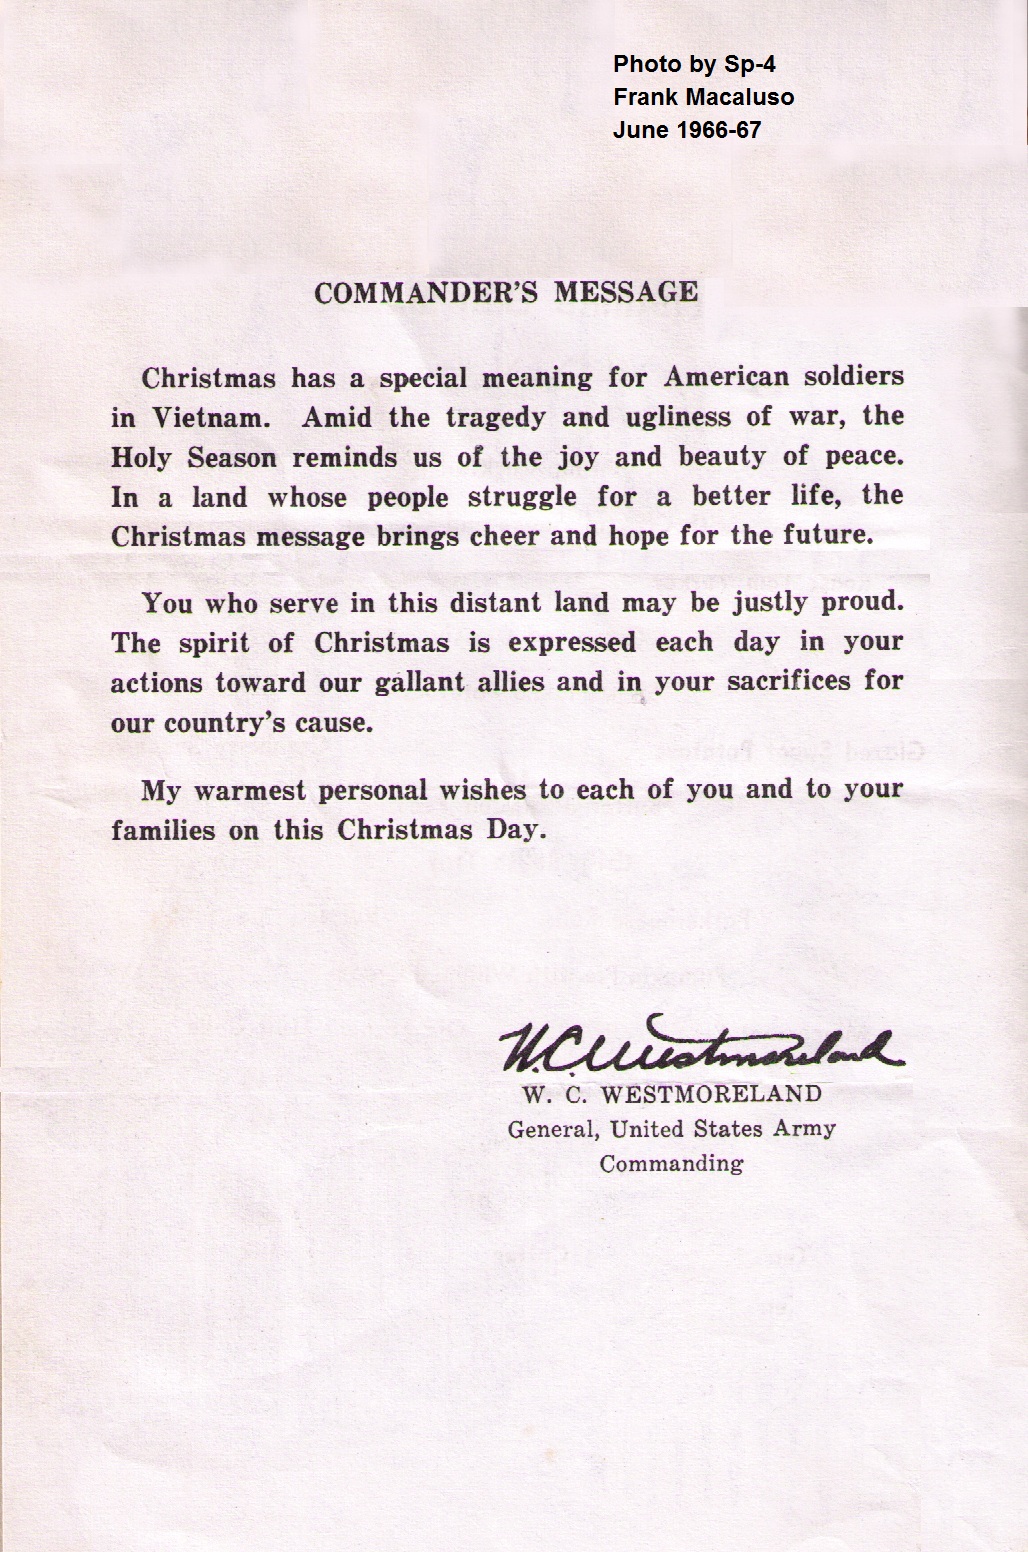 Photo by Sp-4
Frank Macaluso
June 1966-67
COMMANDER'S MESSAGE
Christmas has a special meaning for American soldiers
in Vietnam. Amid the tragedy and ugliness of war, the
Holy Season reminds us of the joy and beauty of peace.
In a land whose people struggle for a better life, the
Christmas message brings cheer and hope for the future.
You who serve in this distant land may be justly proud.
The spirit of Christmas is expressed each day in your
actions toward our gallant allies and in your sacrifices for
our country's cause.
My warmest personal wishes to each of you and to your
families on this Christmas Day.
W.C. Westmoreland
W. C. WESTMORELAND
General, United States Army
Commanding
Glazed Sweet Potatoes